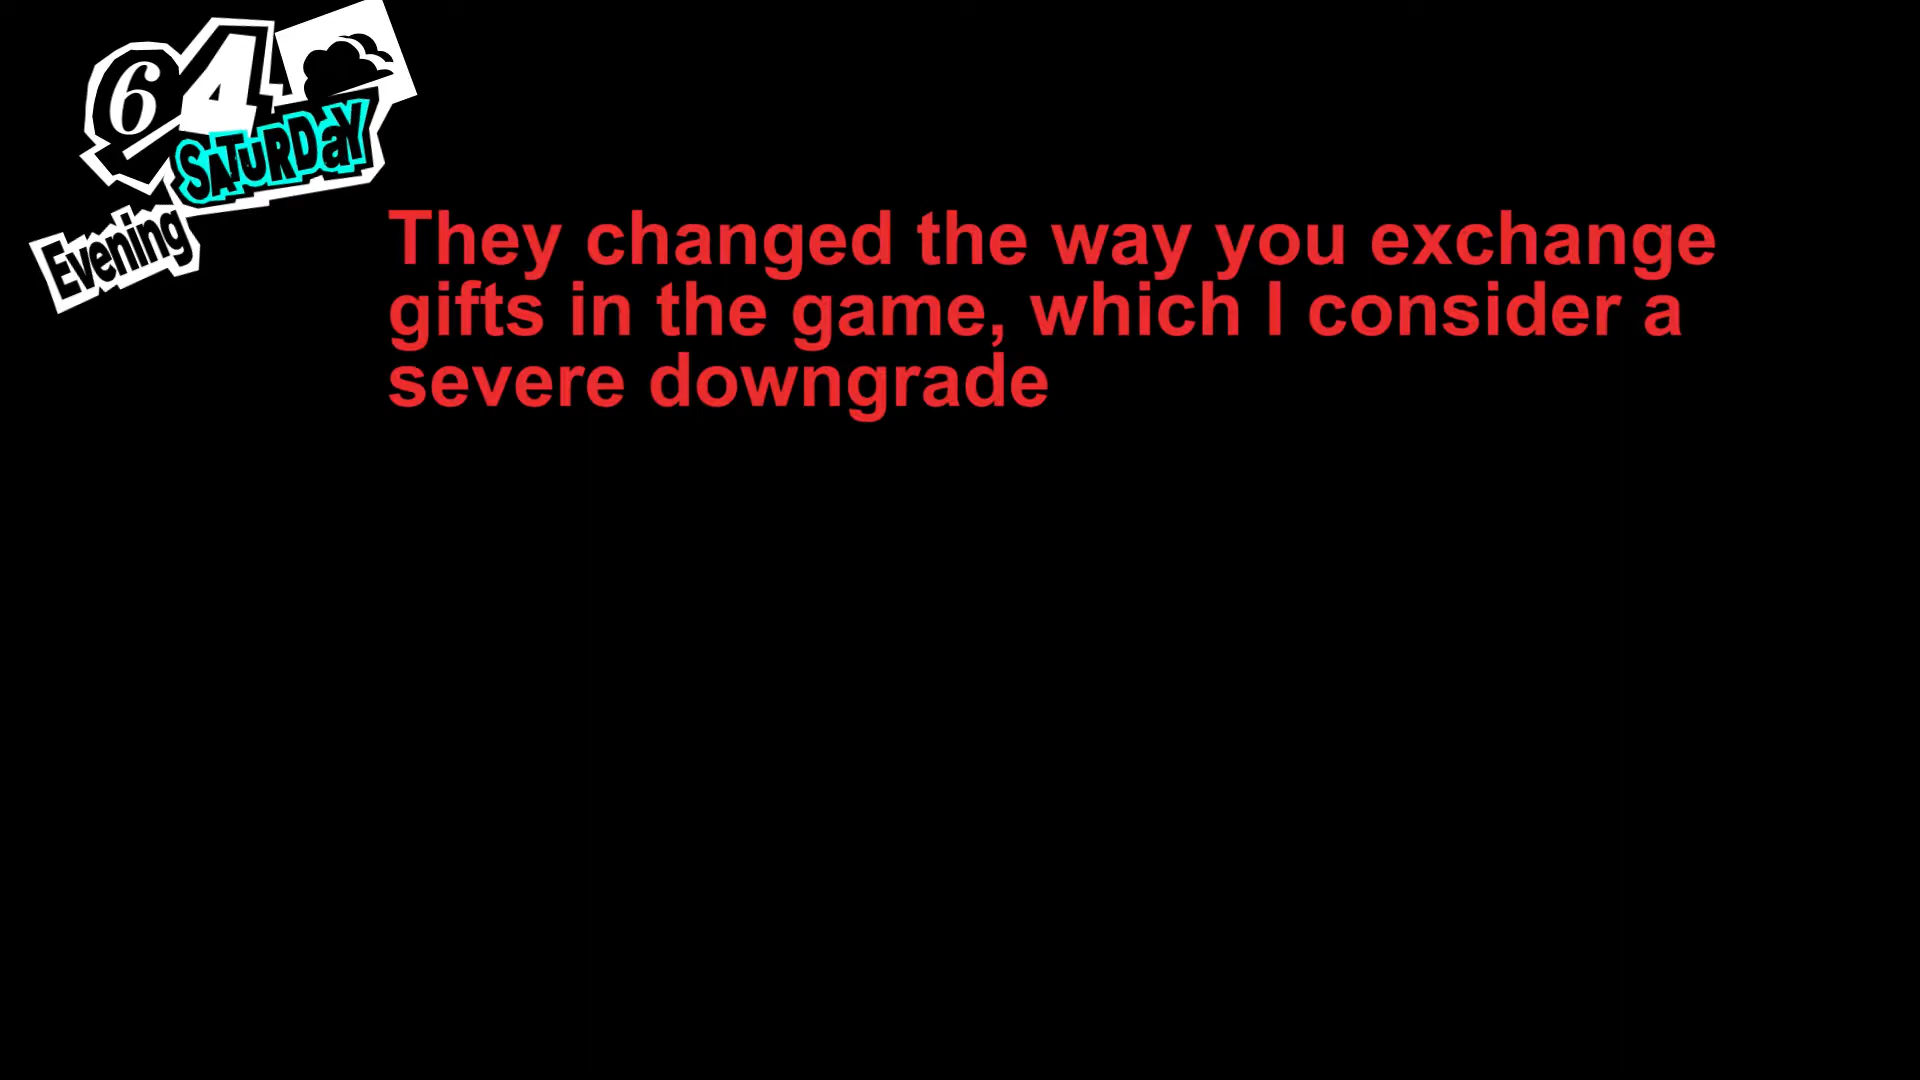 6/4
SATURDaY
Evening
They changed the way you exchange
gifts in the game, which I consider a
severe downgrade